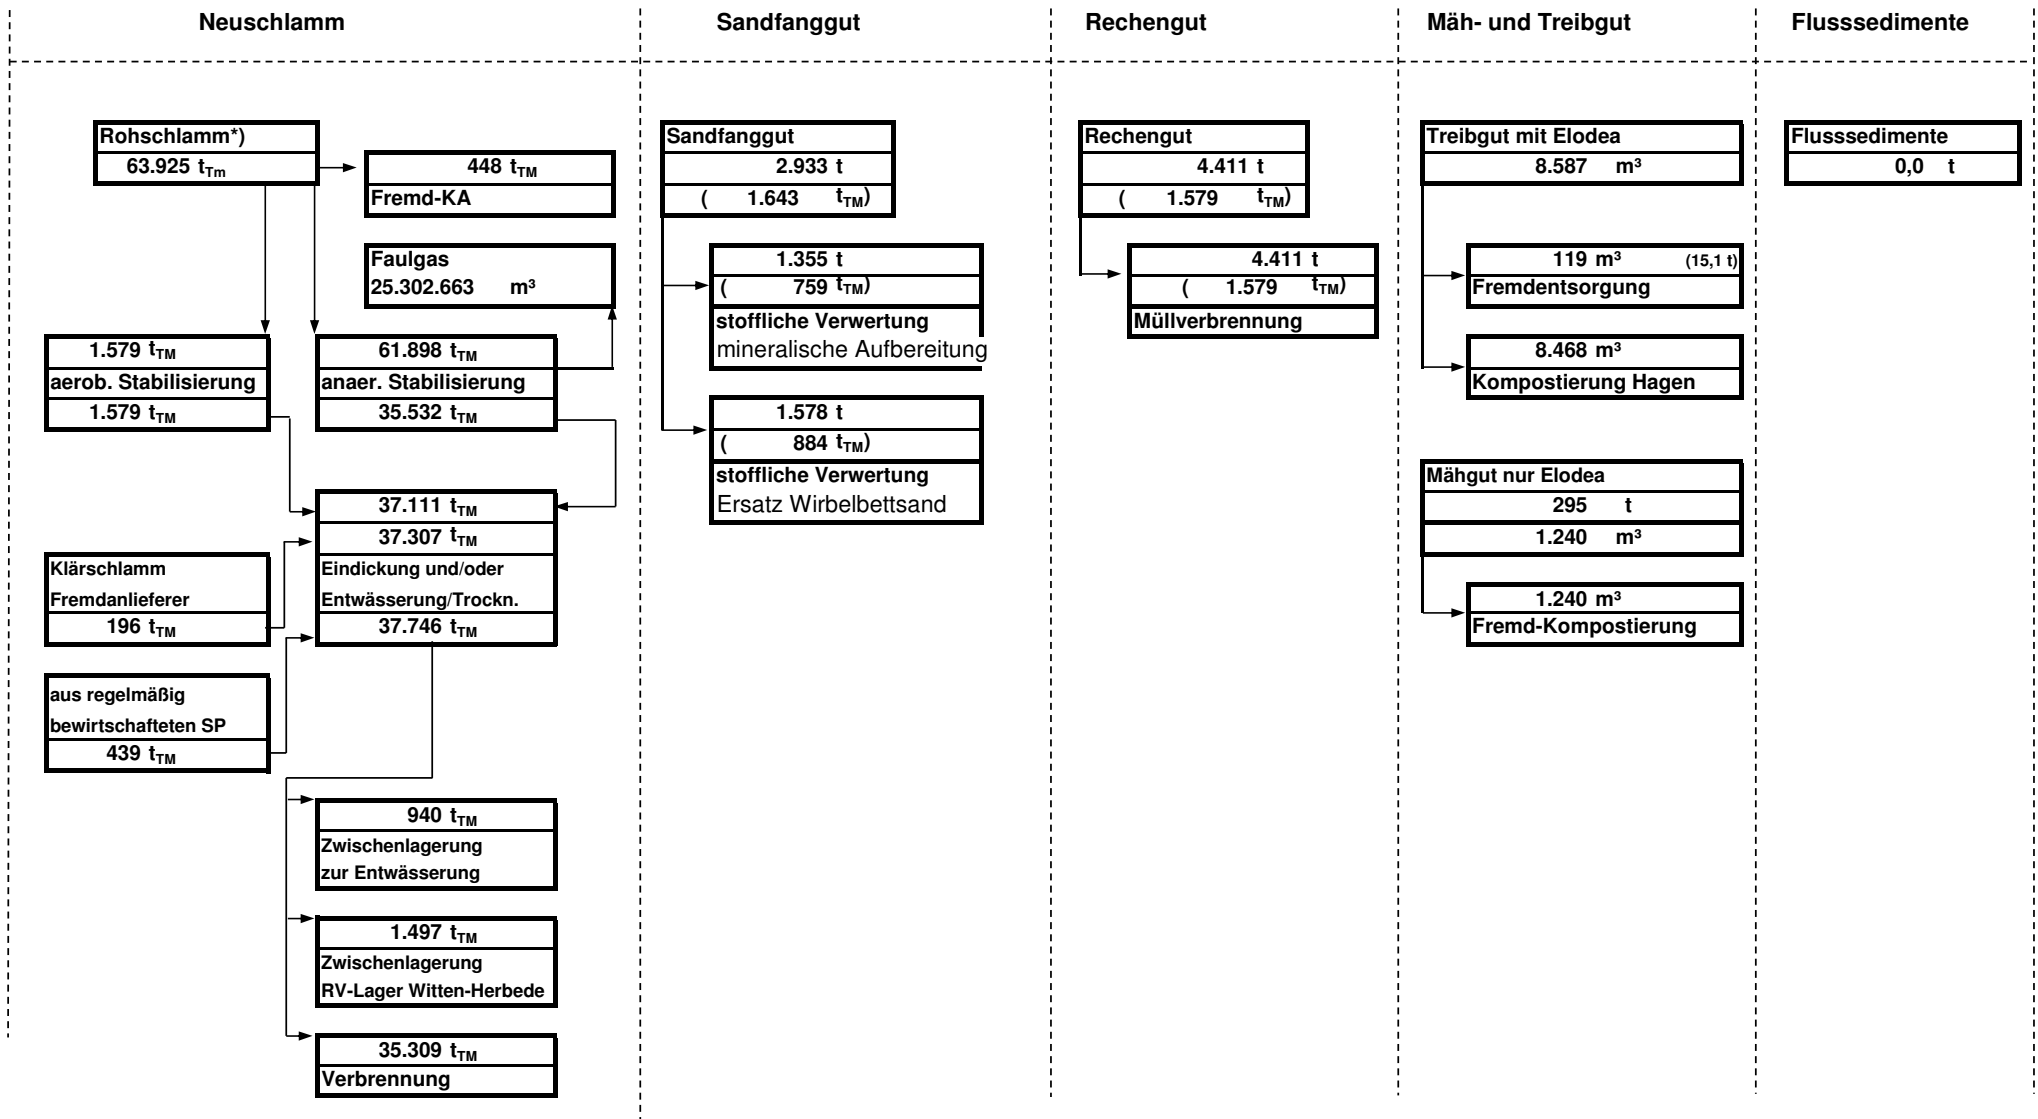 Neuschlamm
Sandfanggut
Rechengut
Mäh- und Treibgut
Flusssedimente
Rohschlamm*)
63.925 tTm
448 tTM
Fremd-KA
Faulgas
25.302.663 m³
1.579 tTM
aerob. Stabilisierung
1.579 tTM
61.898 tTM
anaer. Stabilisierung
35.532 tTM
37.111 tTM
37.307 tTM
Eindickung und/oder
Entwässerung/Trockn.
37.746 tTM
Klärschlamm
Fremdanlieferer
196 tTM
aus regelmäßig
bewirtschafteten SP
439 tTM
940 tTM
Zwischenlagerung
zur Entwässerung
1.497 tTM
Zwischenlagerung
RV-Lager Witten-Herbede
35.309 tTM
Verbrennung
Sandfanggut
2.933 t
( 1.643 tTM)
1.355 t
( 759 tTM)
stoffliche Verwertung
mineralische Aufbereitung
1.578 t
( 884 tTM)
stoffliche Verwertung
Ersatz Wirbelbettsand
Rechengut
4.411 t
( 1.579 tTM)
4.411 t
( 1.579 tTM)
Müllverbrennung
Treibgut mit Elodea
8.587 m³
119 m³ (15,1 t)
Fremdentsorgung
8.468 m³
Kompostierung Hagen
Mähgut nur Elodea
295 t
1.240 m³
1.240 m³
Fremd-Kompostierung
Flusssedimente
0,0 t